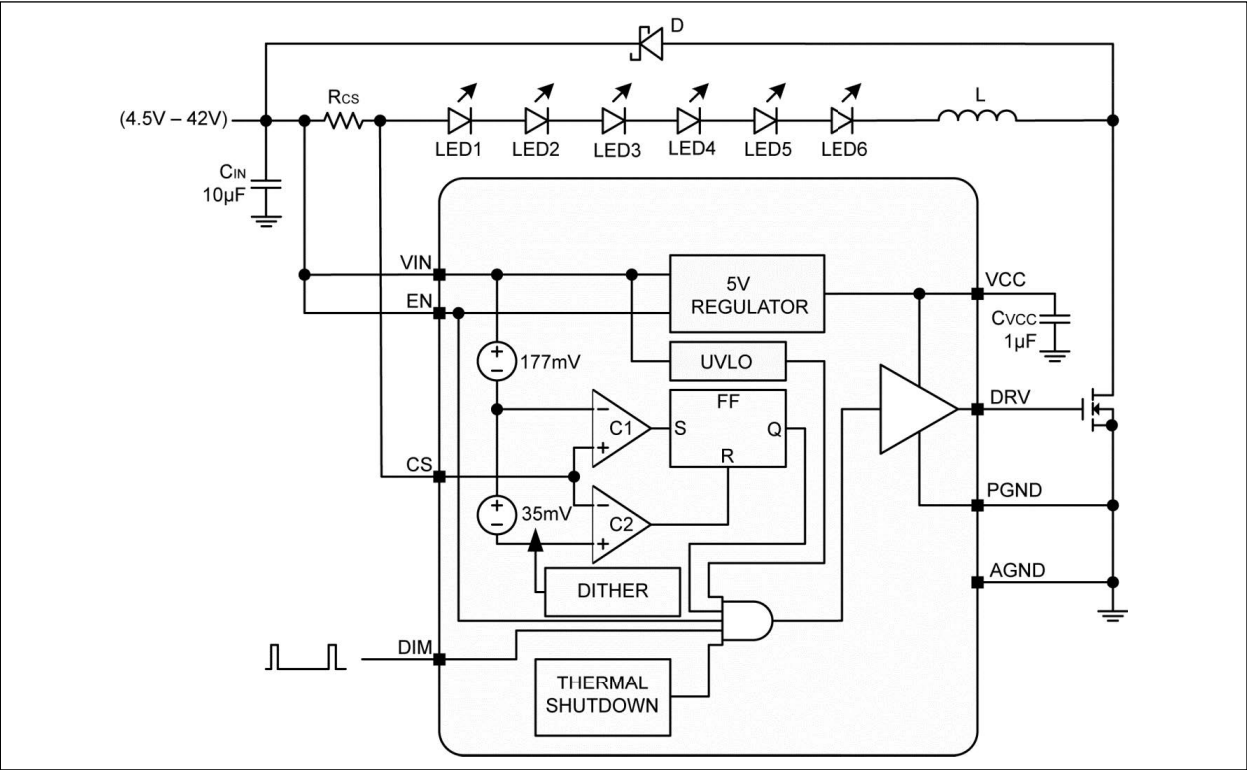 D
RCS
L
(4.5V – 42V)
LED1 LED2 LED3 LED4 LED5 LED6
CIN
10µF
VIN
5V
REGULATOR
VCC
EN
CVCC
1µF
177mV
UVLO
FF
DRV
C1
S
Q
R
CS
35mV
C2
PGND
DITHER
AGND
DIM
THERMAL
SHUTDOWN